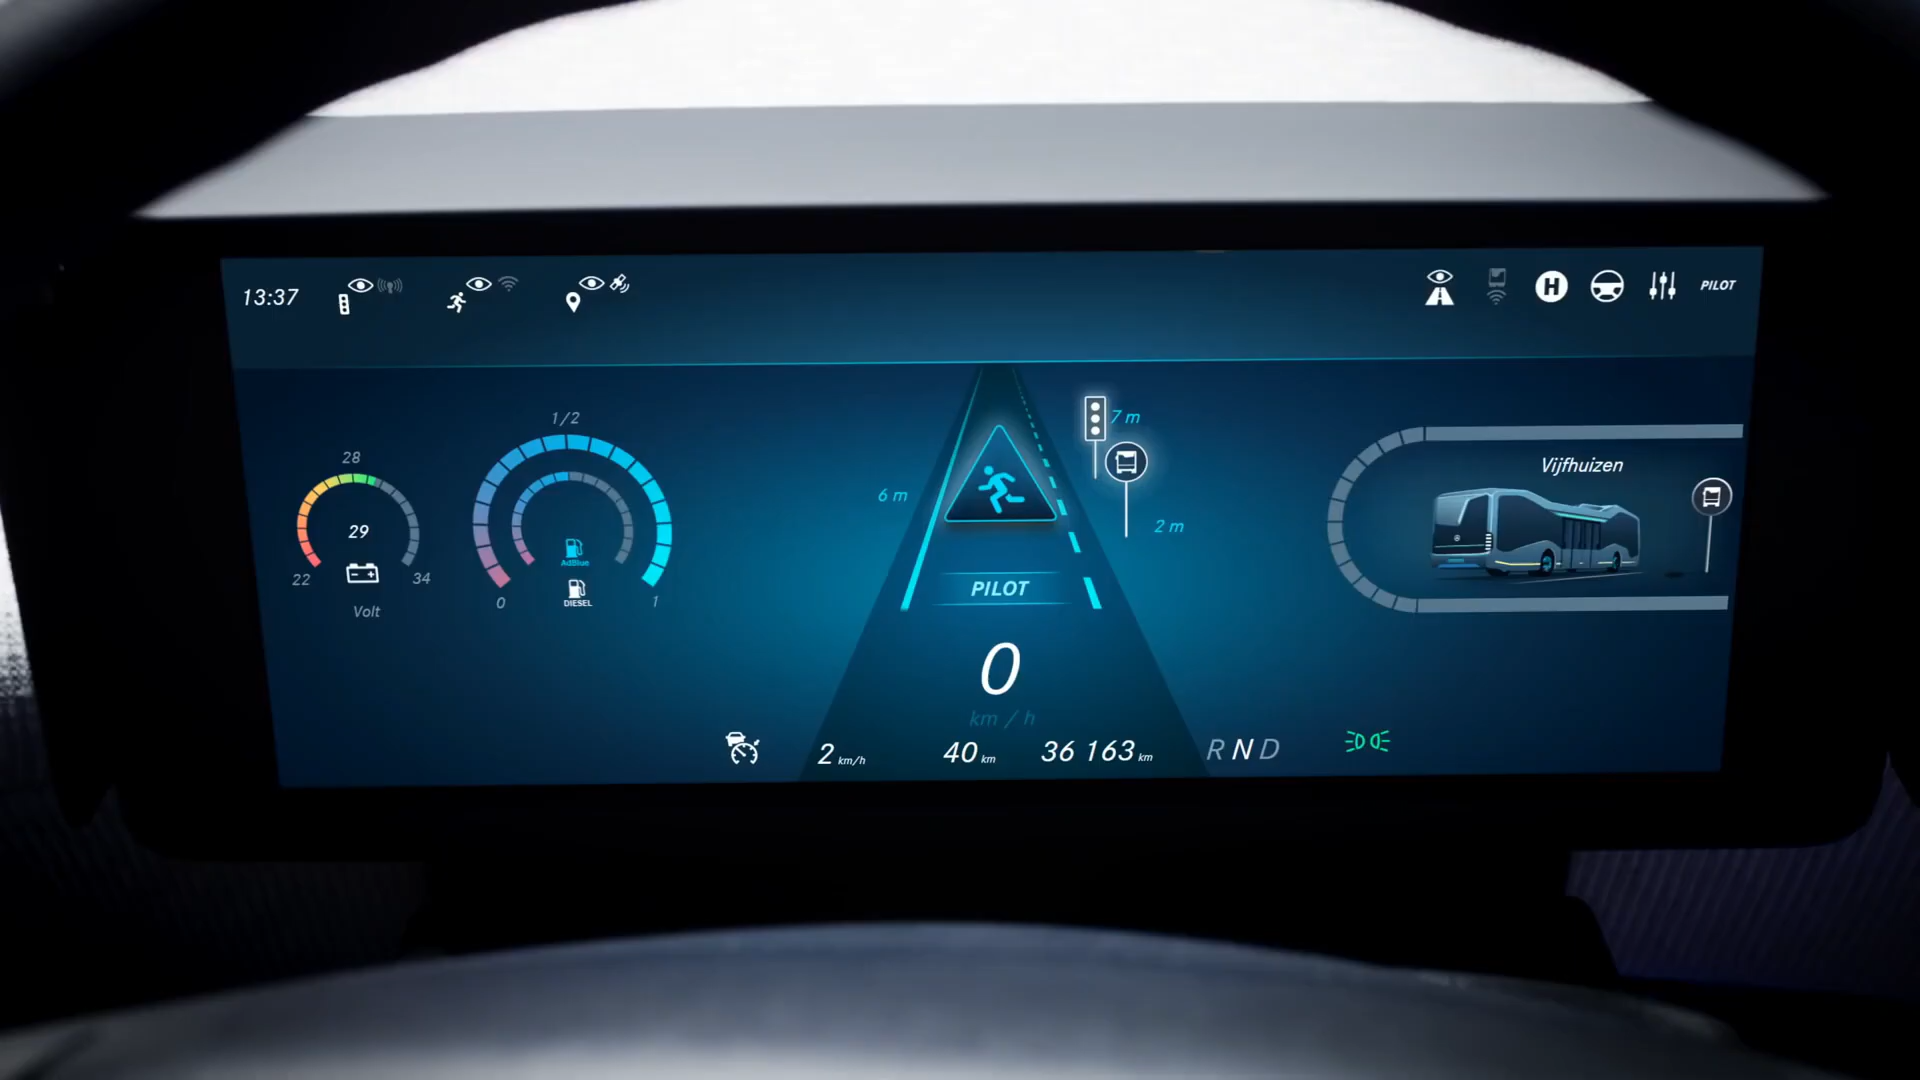 13:37
H
PILOT
1/2
7 m
28
Vijfhuizen
6 m
29
2 m
AdBlue
22
34
DIESEL
PILOT
0
1
Volt
0
km / h
2 km/h
40 km
36 163 km
R N D